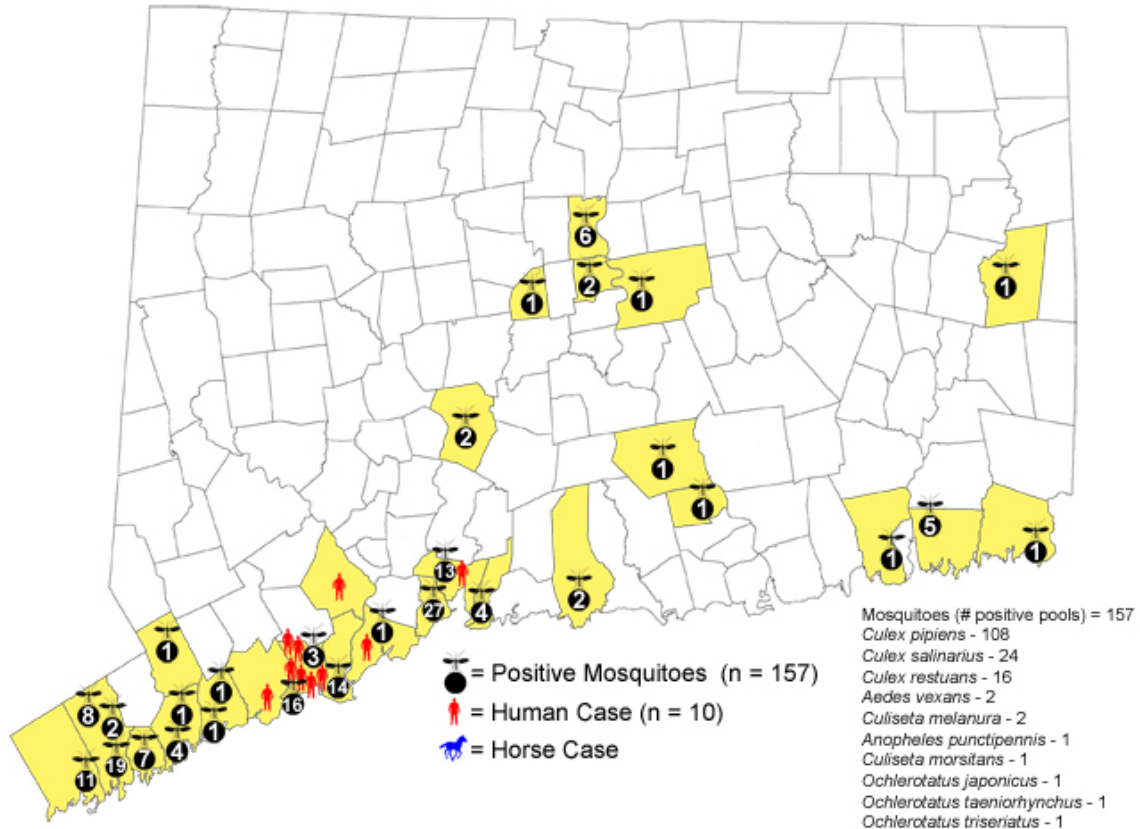 6
1
2
1
1
2
1
1
5
1
1
13
27
4
2
1
1
3
14
16
1
8
2
1
1
4
7
19
11
= Positive Mosquitoes (n = 157)
= Human Case (n = 10)
= Horse Case
Mosquitoes (# positive pools) = 157
Culex pipiens - 108
Culex salinarius - 24
Culex restuans - 16
Aedes vexans - 2
Culiseta melanura - 2
Anopheles punctipennis - 1
Culiseta morsitans - 1
Ochlerotatus japonicus - 1
Ochlerotatus taeniorhynchus - 1
Ochlerotatus triseriatus - 1